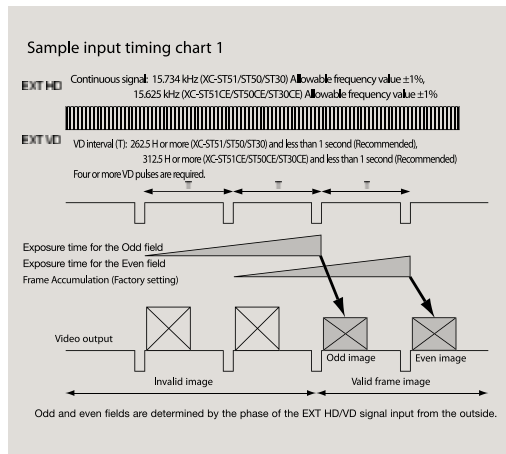 Sample input timing chart 1
EXT HD
Continuous signal: 15.734 kHz (XC-ST51/ST50/ST30) Allowable frequency value ±1%,
15.625 kHz (XC-ST51CE/ST50CE/ST30CE) Allowable frequency value ±1%
EXT VD
VD interval (T): 262.5 H or more (XC-ST51/ST50/ST30) and less than 1 second (Recommended),
312.5 H or more (XC-ST51CE/ST50CE/ST30CE) and less than 1 second (Recommended)
Four or more VD pulses are required.
T T T
Exposure time for the Odd field
Exposure time for the Even field
Frame Accumulation (Factory setting)
Video output
Odd image Even image
Invalid image Valid frame image
Odd and even fields are determined by the phase of the EXT HD/VD signal input from the outside.